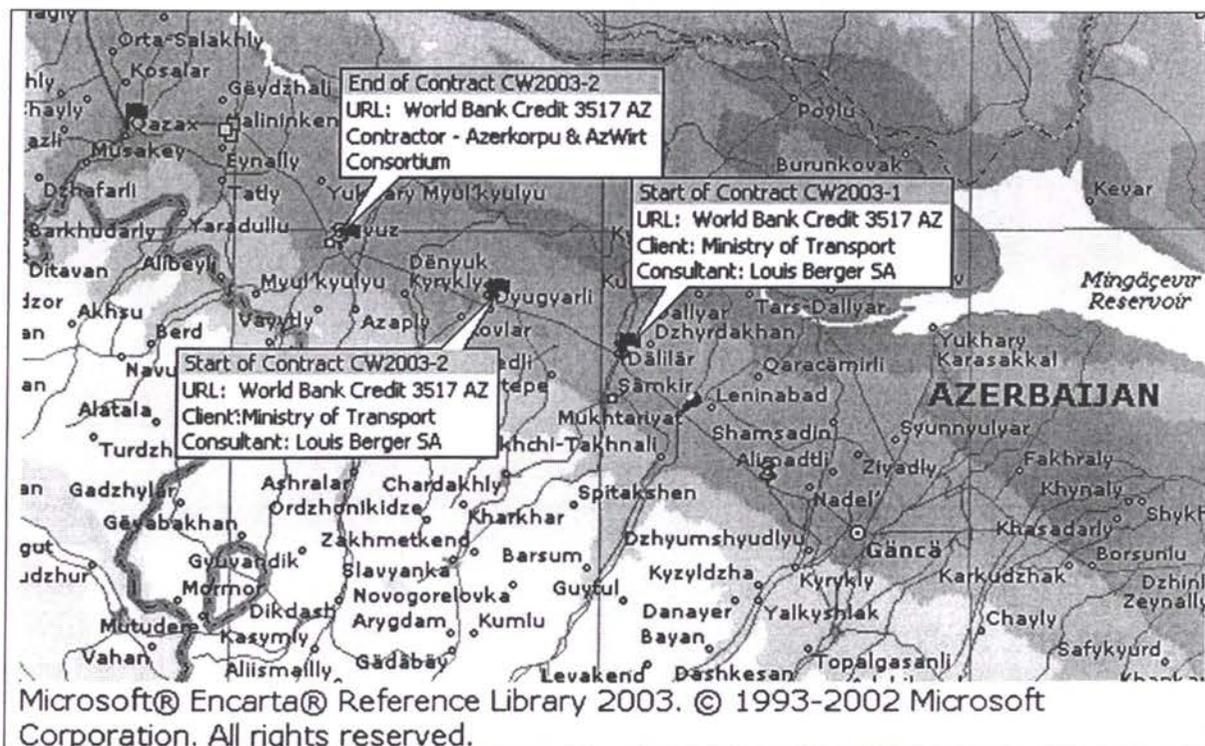 Orta-Salakhly
Kosalar
Gëydzhali
Poylu
Qazax
Musakey
Eynally
Tatly
Dzhafarli
Burunkovak
Kevar
End of Contract CW2003-2
URL: World Bank Credit 3517 AZ
Contractor - Azerkorpu & AzWirt
Consortium
Yukhary Myul'kyulyu
Start of Contract CW2003-1
URL: World Bank Credit 3517 AZ
Client: Ministry of Transport
Consultant: Louis Berger SA
Barkhudarly
Yaradullu
Ditavan
Alibeyli
Dënyuk
Kyrykly
Dyugyarli
Myul'kyulyu
Mingäçevir
Reservoir
Akhsu
Vayytly
Azaply
Kovlar
Dallyar
Tars-Dallyar
Dzhyrdakhan
Berd
Dälilär
Yukhary
Karasakkal
Start of Contract CW2003-2
URL: World Bank Credit 3517 AZ
Client:Ministry of Transport
Consultant: Louis Berger SA
Qaracämirli
Sämkir
Leninabad
AZERBAIJAN
Alatala
Mukhtariyat
Shamsadin
Syunnyulyar
Alimadtli
Ziyadly
Fakhraly
Gadzhylar
Ashralar
Chardakhly
Spitakshen
Nadel'
Khynaly
Ordzhonikidze
Kharkhar
Khasadarly
Gëyabakhan
Zakhmetkend
Dzhyumshyudlyu
Gäncä
Borsunlu
Gyuvandik
Slavyanka
Barsum
Kyzyldzha
Kyrykly
Karkudzhak
Mormor
Dikdash
Novogorelovka
Guytul
Danayer
Yalkyshlak
Zeynally
Mutudere
Kasymly
Arygdam
Kumlu
Bayan
Chayly
Vahan
Aliismailly
Gädäbäy
Levakend
Dashkesan
Topalgasanli
Safykyurd
Microsoft® Encarta® Reference Library 2003. © 1993-2002 Microsoft
Corporation. All rights reserved.